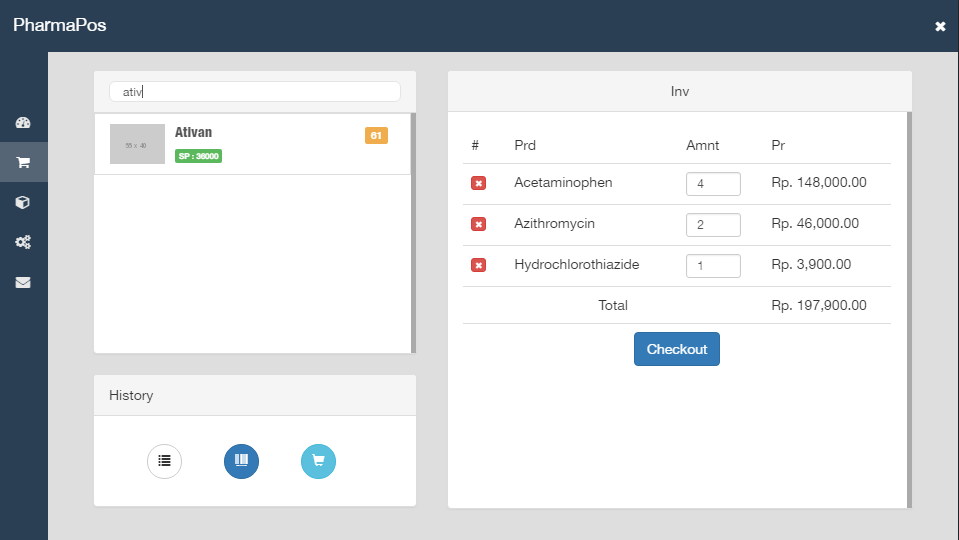 PharmaPos
ativ
55 x 40
Ativan
61
SP : 36000
Inv
# Prd Amnt Pr
Acetaminophen 4 Rp. 148,000.00
Azithromycin 2 Rp. 46,000.00
Hydrochlorothiazide 1 Rp. 3,900.00
Total Rp. 197,900.00
Checkout
History